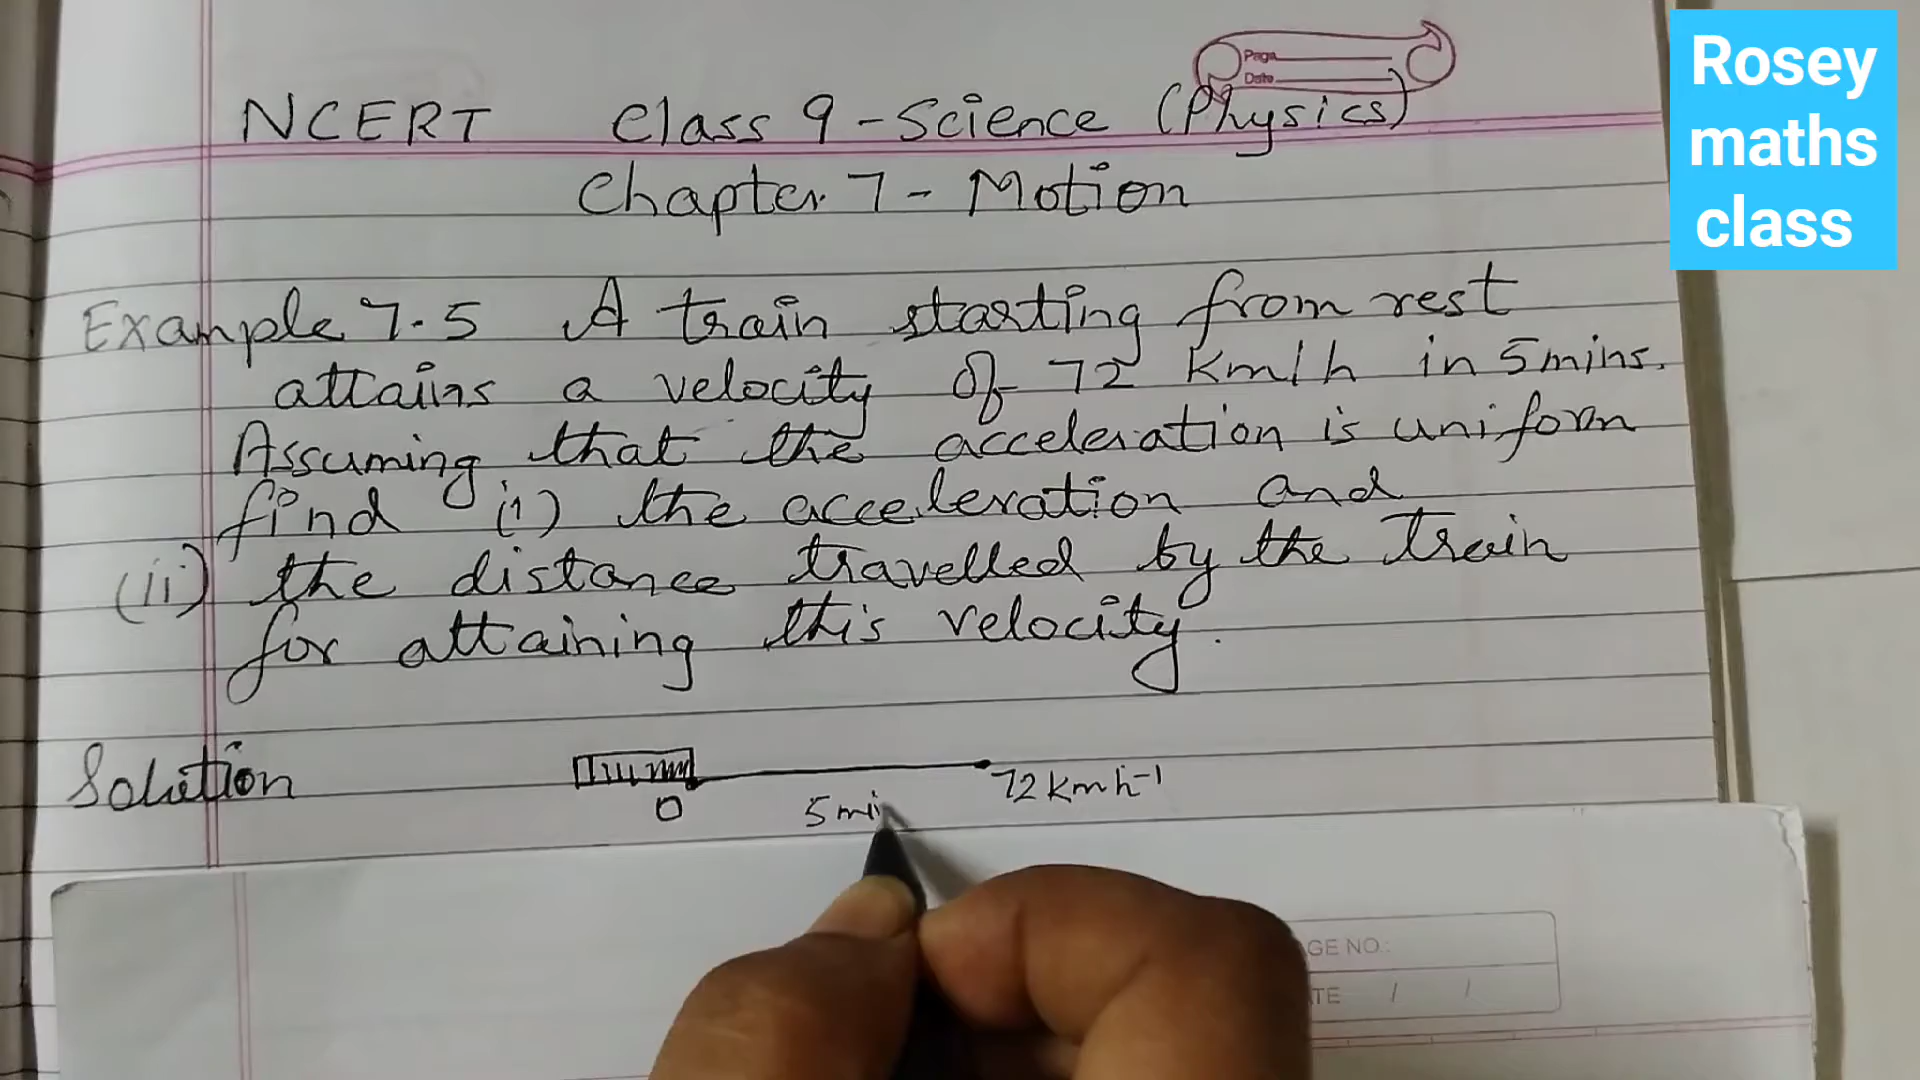 Rosey
maths
class
Page
Date
NCERT Class 9 - Science (Physics)
Chapter 7 - Motion
Example 7.5 A train starting from rest
attains a velocity of 72 Km/h in 5mins.
Assuming that the acceleration is uniform
find (i) the acceleration and
(ii) the distance travelled by the train
for attaining this velocity.
Solution
0
5 mi
72 Km h-1
GE NO.:
TE / /